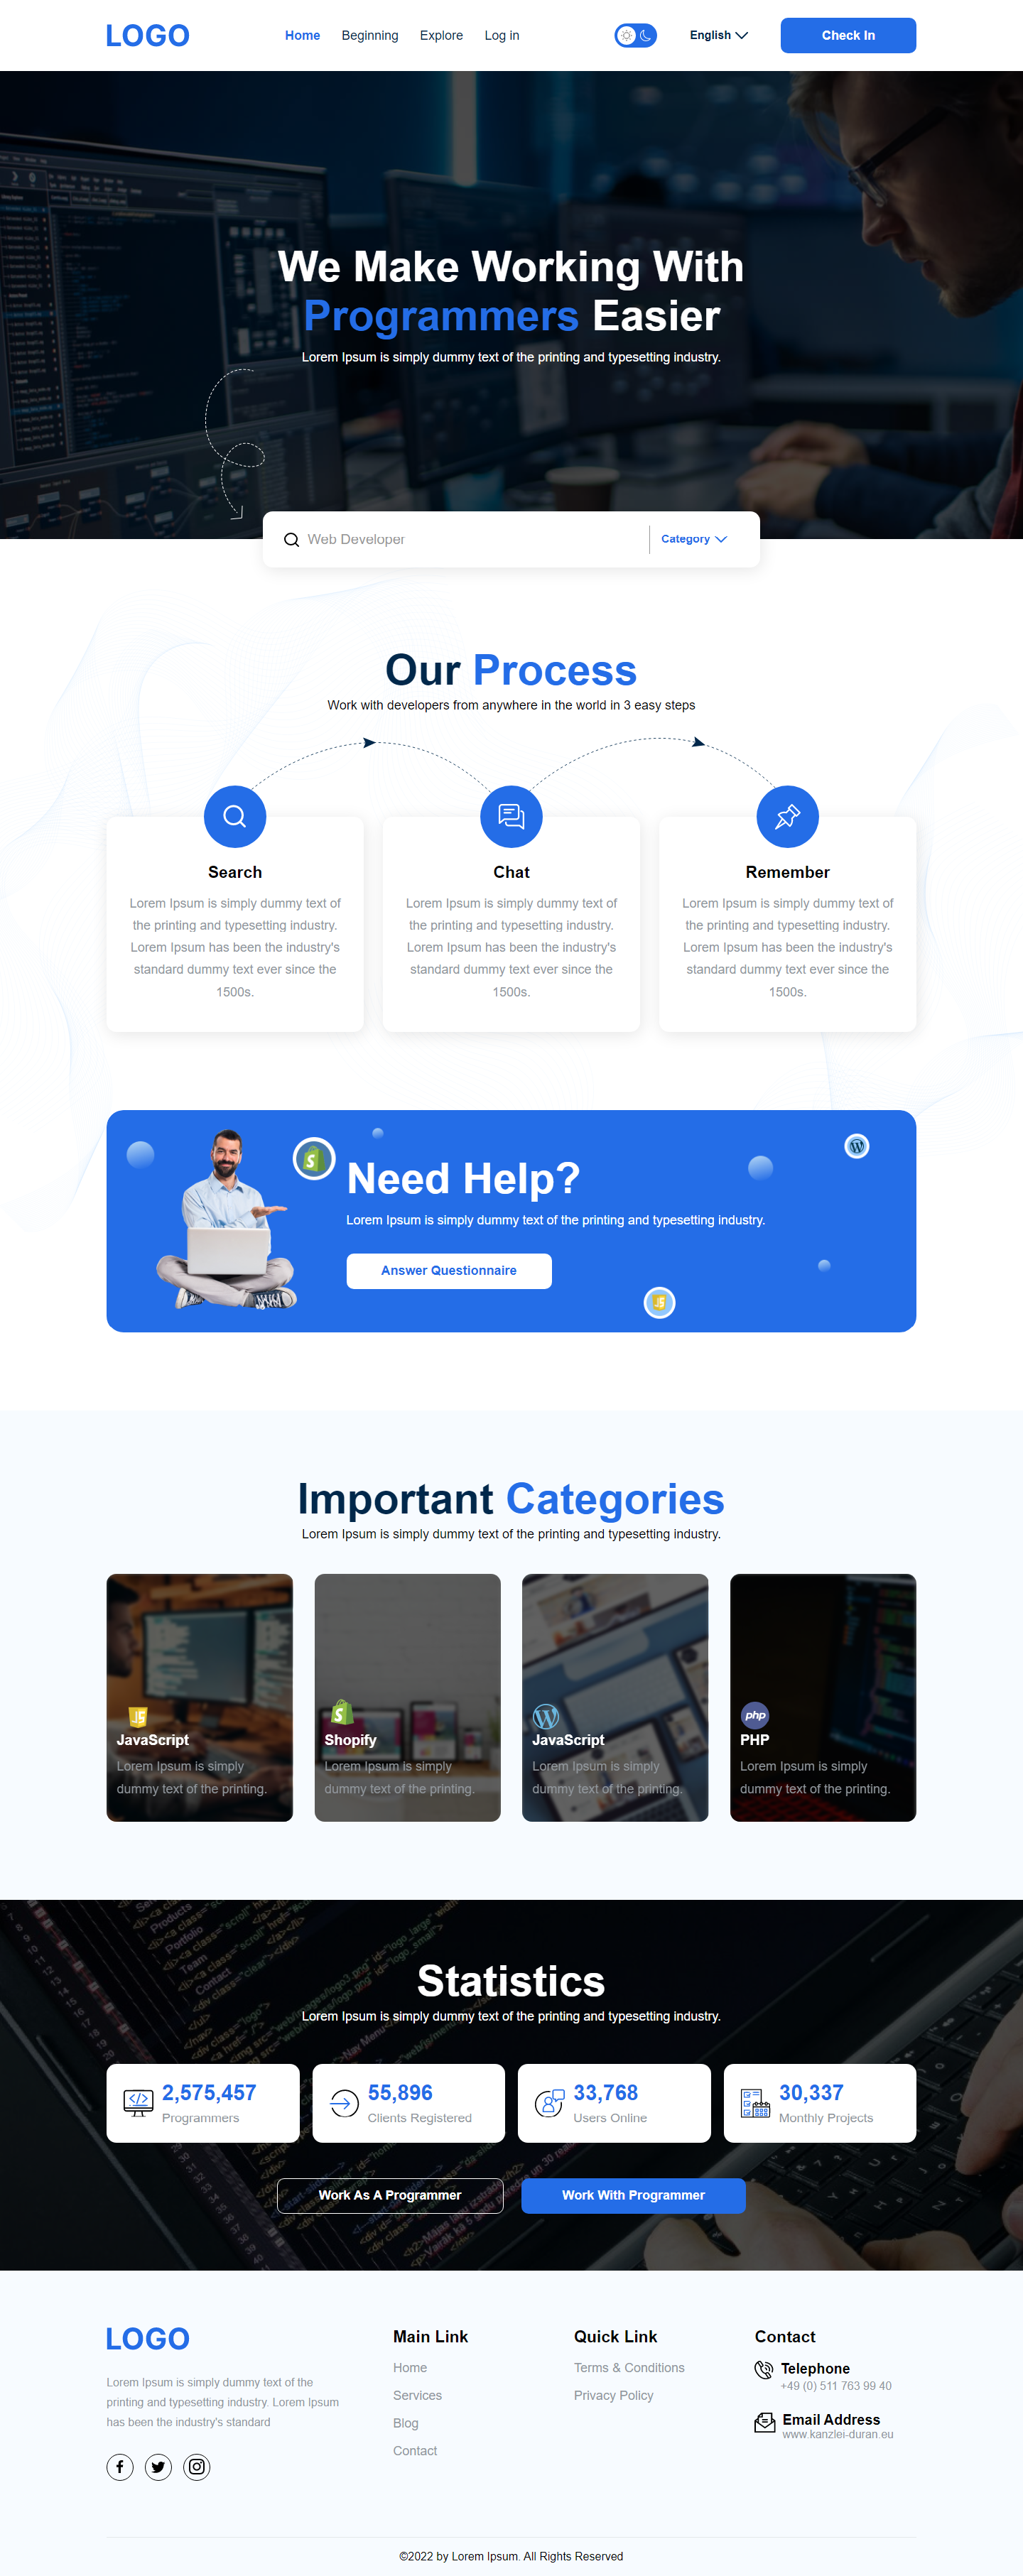 LOGO
Home Beginning Explore Log in
English
Check In
We Make Working With
Programmers Easier
Lorem Ipsum is simply dummy text of the printing and typesetting industry.
Web Developer
Category
Our Process
Work with developers from anywhere in the world in 3 easy steps
Search
Lorem Ipsum is simply dummy text of
the printing and typesetting industry.
Lorem Ipsum has been the industry's
standard dummy text ever since the
1500s.
Chat
Lorem Ipsum is simply dummy text of
the printing and typesetting industry.
Lorem Ipsum has been the industry's
standard dummy text ever since the
1500s.
Remember
Lorem Ipsum is simply dummy text of
the printing and typesetting industry.
Lorem Ipsum has been the industry's
standard dummy text ever since the
1500s.
Need Help?
Lorem Ipsum is simply dummy text of the printing and typesetting industry.
Answer Questionnaire
JS
Important Categories
Lorem Ipsum is simply dummy text of the printing and typesetting industry.
JS
JavaScript
Lorem Ipsum is simply
dummy text of the printing.
Shopify
Lorem Ipsum is simply
dummy text of the printing.
JavaScript
Lorem Ipsum is simply
dummy text of the printing.
php
PHP
Lorem Ipsum is simply
dummy text of the printing.
Statistics
Lorem Ipsum is simply dummy text of the printing and typesetting industry.
2,575,457
Programmers
55,896
Clients Registered
33,768
Users Online
30,337
Monthly Projects
Work As A Programmer
Work With Programmer
LOGO
Lorem Ipsum is simply dummy text of the
printing and typesetting industry. Lorem Ipsum
has been the industry's standard
Main Link
Home
Services
Blog
Contact
Quick Link
Terms & Conditions
Privacy Policy
Contact
Telephone
+49 (0) 511 763 99 40
Email Address
www.kanzlei-duran.eu
©2022 by Lorem Ipsum. All Rights Reserved